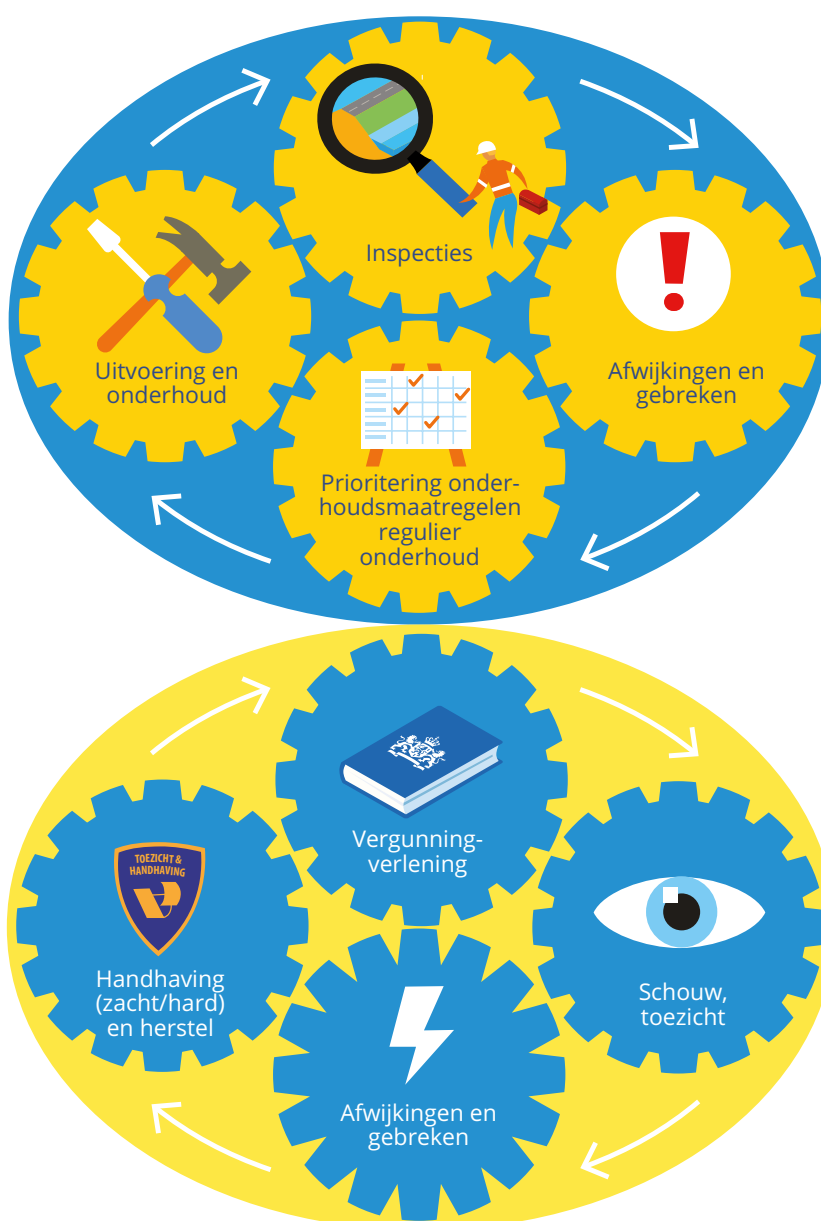 Inspecties
Uitvoering en
onderhoud
Afwijkingen en
gebreken
Prioritering onder-
houdsmaatregelen
regulier
onderhoud
Vergunning-
verlening
TOEZICHT &
HANDHAVING
Handhaving
(zacht/hard)
en herstel
Schouw,
toezicht
Afwijkingen en
gebreken